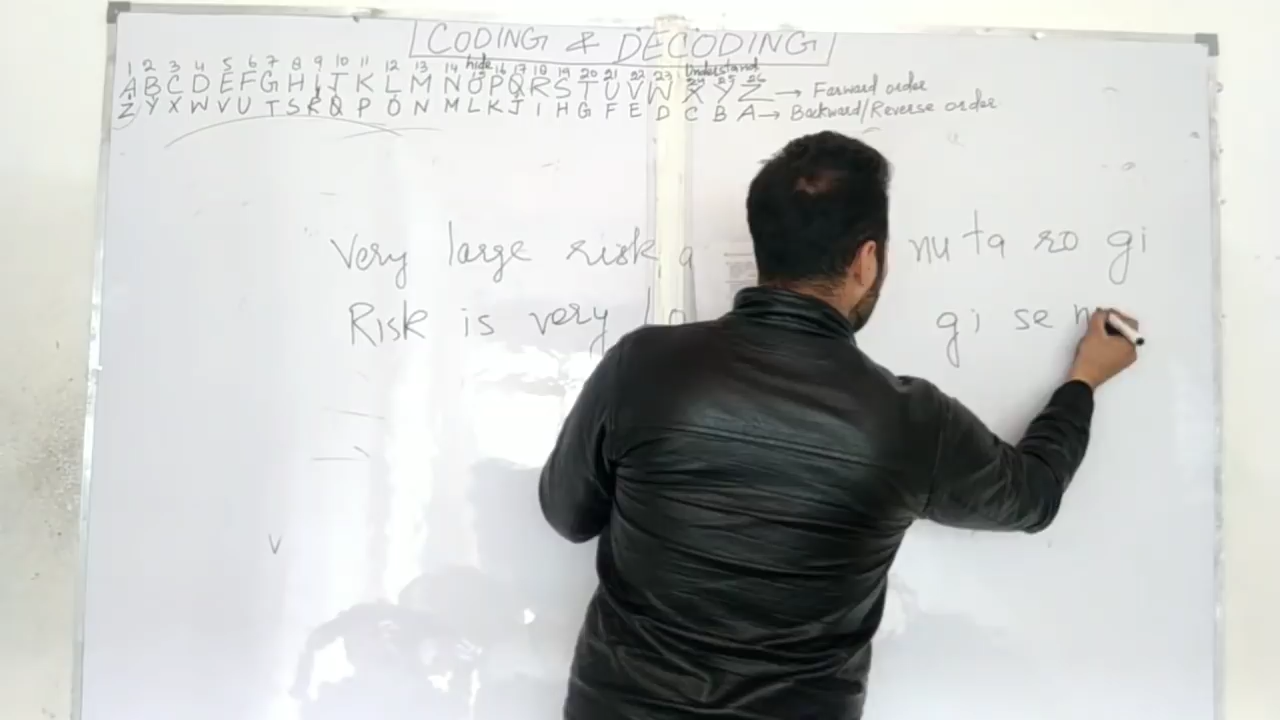 CODING & DECODING
1 2 3 4 5 6 7 8 9 10 11 12 13 14 15 16 17 18 19 20 21 22 23 24 25 26
hide Understand
A B C D E F G H I J K L M N O P Q R S T U V W X Y Z → Forward order
Z Y X W V U T S R Q P O N M L K J I H G F E D C B A → Backward/Reverse order
Very large risk a nu ta ro gi
Risk is very gi se
V